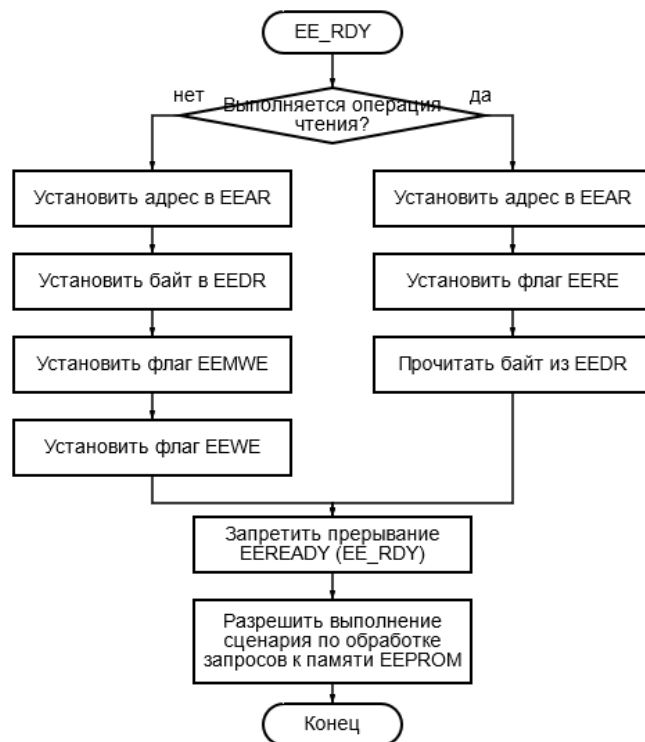 EE_RDY
нет
Выполняется операция
чтения?
да
Установить адрес в EEAR
Установить адрес в EEAR
Установить байт в EEDR
Установить флаг EERE
Установить флаг EEMWE
Прочитать байт из EEDR
Установить флаг EEWE
Запретить прерывание
EEREADY (EE_RDY)
Разрешить выполнение
сценария по обработке
запросов к памяти EEPROM
Конец